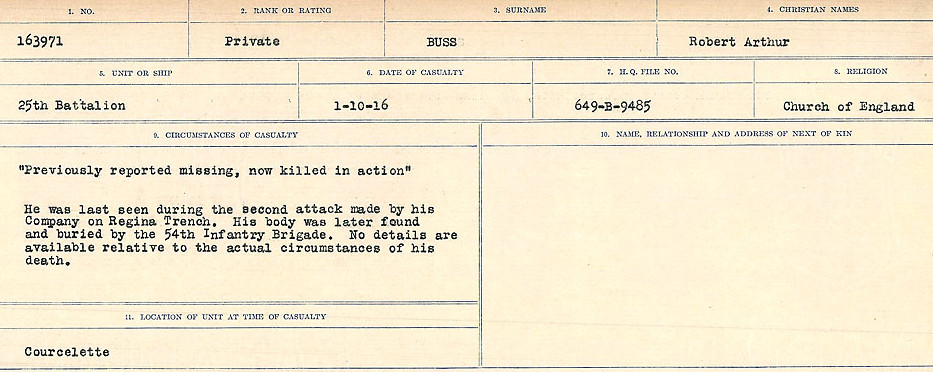 1. NO.
2. RANK OR RATING
3. SURNAME
4. CHRISTIAN NAMES
163971
Private
BUSS
Robert Arthur
5. UNIT OR SHIP
6. DATE OF CASUALTY
7. H.Q. FILE NO.
8. RELIGION
25th Battalion
1-10-16
649-B-9485
Church of England
9. CIRCUMSTANCES OF CASUALTY
"Previously reported missing, now killed in action"
He was last seen during the second attack made by his
Company on Regina Trench. His body was later found
and buried by the 54th Infantry Brigade. No details are
available relative to the actual circumstances of his
death.
10. NAME, RELATIONSHIP AND ADDRESS OF NEXT OF KIN
11. LOCATION OF UNIT AT TIME OF CASUALTY
Courcelette